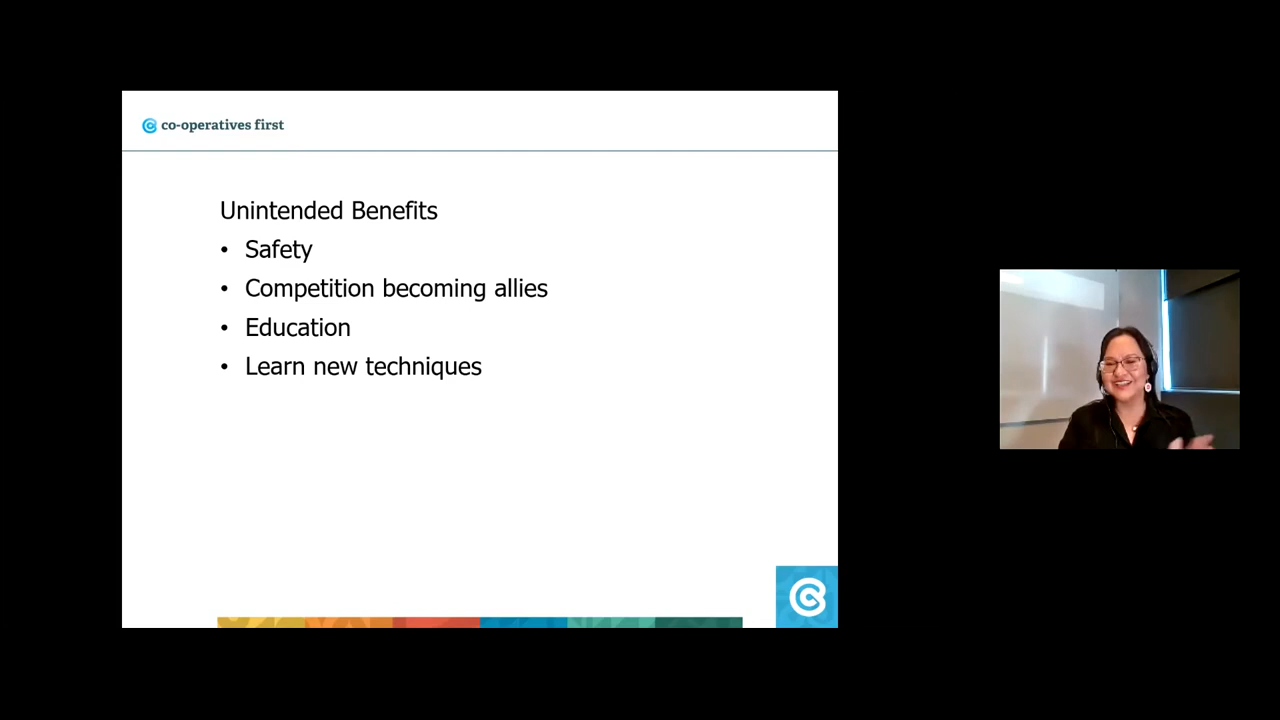 co-operatives first
Unintended Benefits
• Safety
• Competition becoming allies
• Education
• Learn new techniques